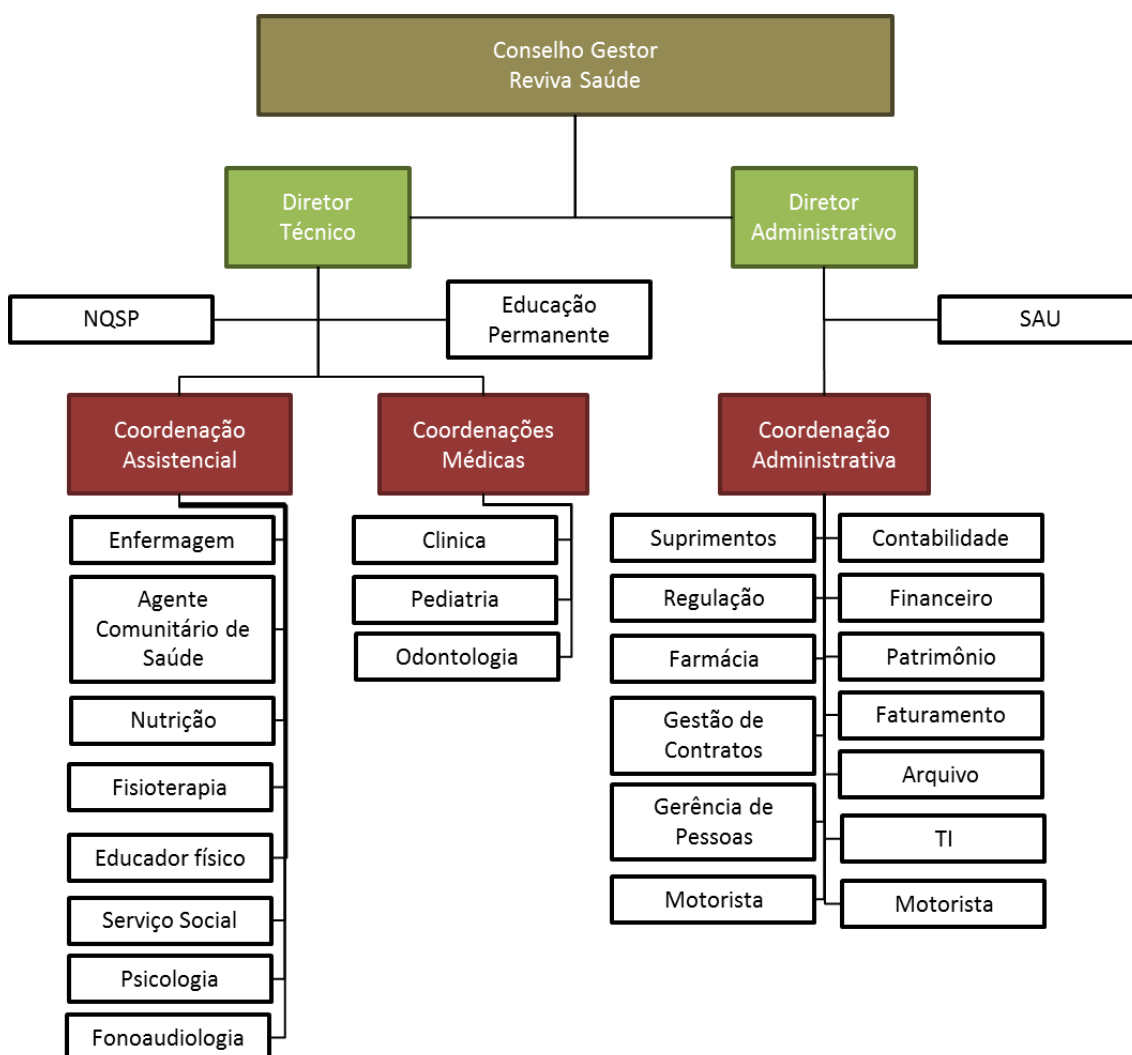 Conselho Gestor
Reviva Saúde
Diretor
Técnico
Diretor
Administrativo
NQSP
Educação
Permanente
SAU
Coordenação
Assistencial
Coordenações
Médicas
Coordenação
Administrativa
Enfermagem
Agente
Comunitário de
Saúde
Nutrição
Fisioterapia
Educador físico
Serviço Social
Psicologia
Fonoaudiologia
Clinica
Pediatria
Odontologia
Suprimentos
Regulação
Farmácia
Gestão de
Contratos
Gerência de
Pessoas
Motorista
Contabilidade
Financeiro
Patrimônio
Faturamento
Arquivo
TI
Motorista